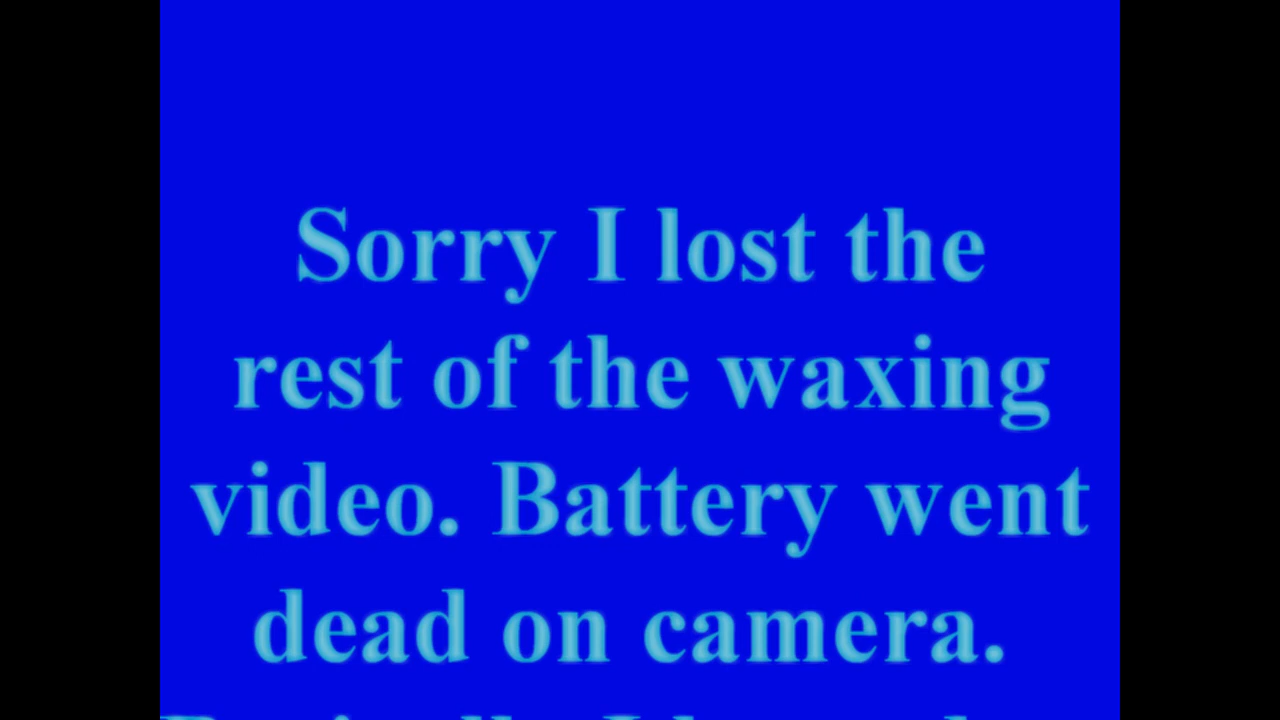 Sorry I lost the
rest of the waxing
video. Battery went
dead on camera.